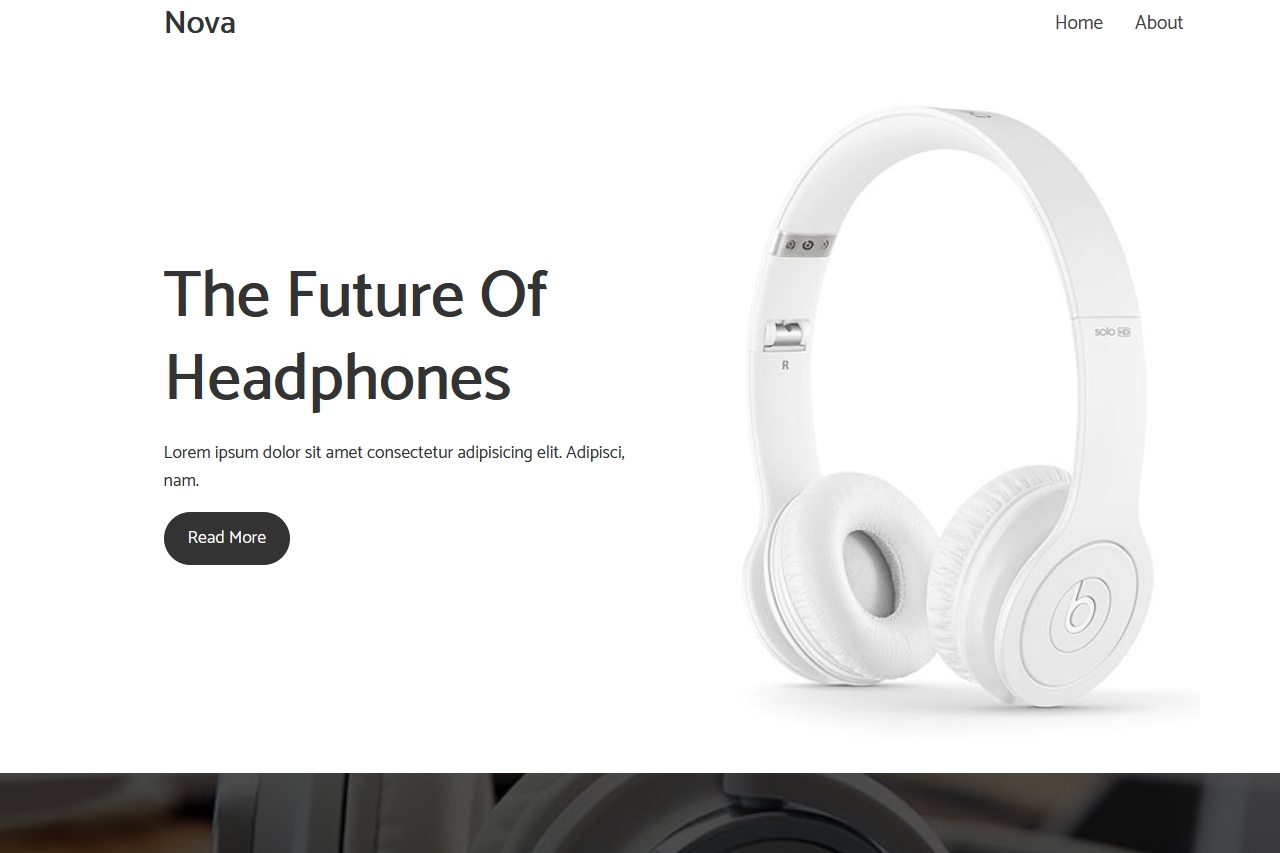 Nova
Home About
The Future Of
Headphones
Lorem ipsum dolor sit amet consectetur adipisicing elit. Adipisci,
nam.
Read More
solo HD
R
b